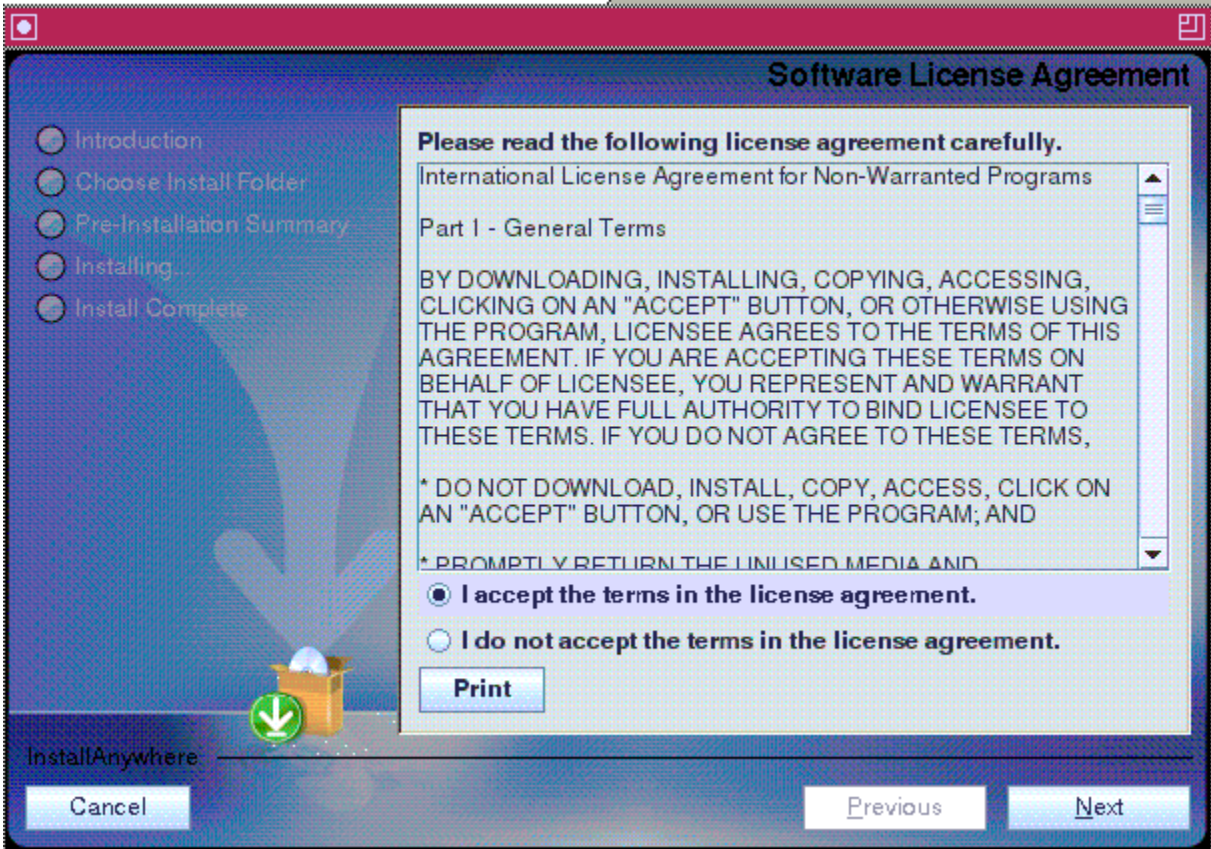 Software License Agreement
Introduction
Choose Install Folder
Pre-Installation Summary
Installing...
Install Complete
Please read the following license agreement carefully.
International License Agreement for Non-Warranted Programs
Part 1 - General Terms
BY DOWNLOADING, INSTALLING, COPYING, ACCESSING,
CLICKING ON AN "ACCEPT" BUTTON, OR OTHERWISE USING
THE PROGRAM, LICENSEE AGREES TO THE TERMS OF THIS
AGREEMENT. IF YOU ARE ACCEPTING THESE TERMS ON
BEHALF OF LICENSEE, YOU REPRESENT AND WARRANT
THAT YOU HAVE FULL AUTHORITY TO BIND LICENSEE TO
THESE TERMS. IF YOU DO NOT AGREE TO THESE TERMS,
* DO NOT DOWNLOAD, INSTALL, COPY, ACCESS, CLICK ON
AN "ACCEPT" BUTTON, OR USE THE PROGRAM; AND
* PROMPTLY RETURN THE UNUSED MEDIA AND
I accept the terms in the license agreement.
I do not accept the terms in the license agreement.
Print
InstallAnywhere
Cancel
Previous
Next